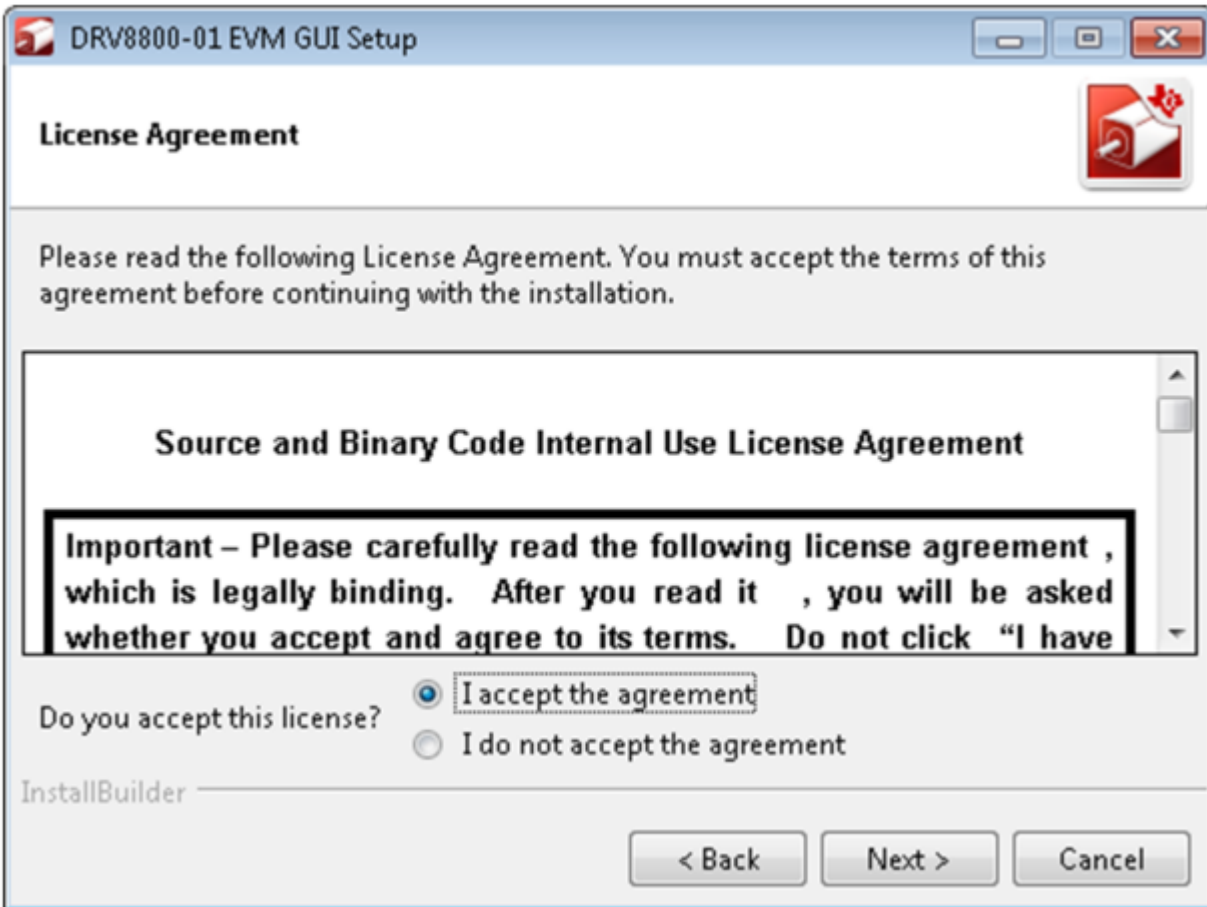 DRV8800-01 EVM GUI Setup
License Agreement
Please read the following License Agreement. You must accept the terms of this
agreement before continuing with the installation.
Source and Binary Code Internal Use License Agreement
Important – Please carefully read the following license agreement ,
which is legally binding.  After you read it  , you will be asked
whether you accept and agree to its terms.  Do not click “I have
Do you accept this license?
I accept the agreement
I do not accept the agreement
InstallBuilder
< Back
Next >
Cancel